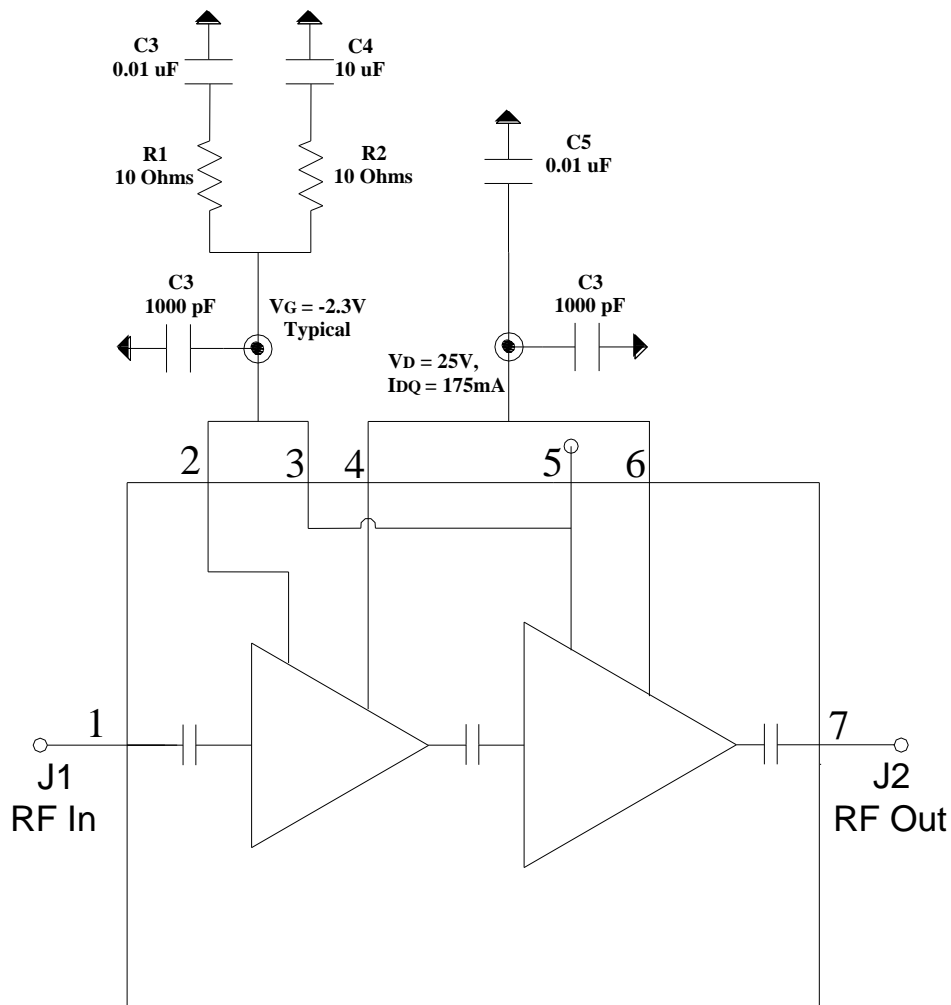 C3
0.01 uF
C4
10 uF
R1
10 Ohms
R2
10 Ohms
C5
0.01 uF
C3
1000 pF
VG = -2.3V
Typical
C3
1000 pF
VD = 25V,
IDQ = 175mA
2
3
4
5
6
1
7
J1
RF In
J2
RF Out